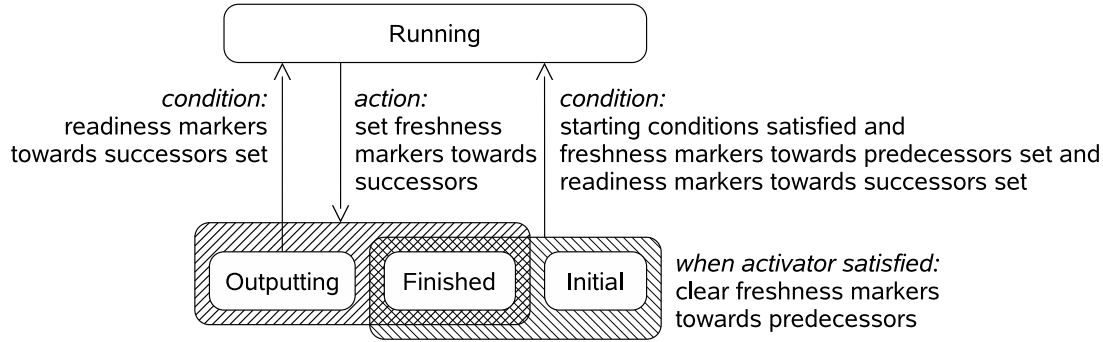 Running
condition:
readiness markers
towards successors set
action:
set freshness
markers towards
successors
condition:
starting conditions satisfied and
freshness markers towards predecessors set and
readiness markers towards successors set
Outputting
Finished
Initial
when activator satisfied:
clear freshness markers
towards predecessors